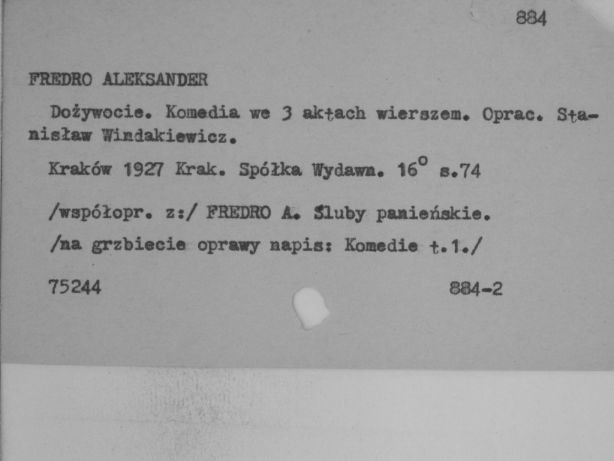 884
FREDRO ALEKSANDER
Dożywocie. Komedia we 3 aktach wierszem. Oprac. Sta-
nisław Windakiewicz.
Kraków 1927 Krak. Spółka Wydawn. 16° s.74
/współopr. z:/ FREDRO A. Śluby panieńskie.
/na grzbiecie oprawy napis: Komedie t.1./
75244 884-2